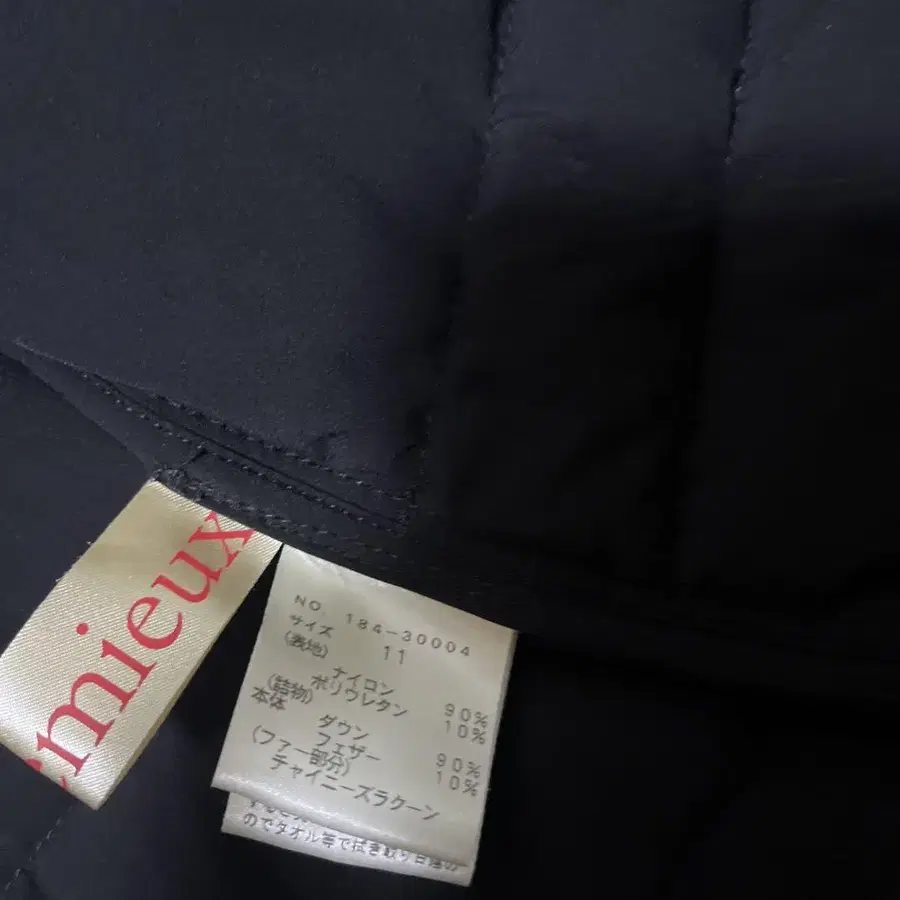 emieux
NO. 184-30004
サイズ 11
(表地)
ナイロン 90%
ポリウレタン 10%
(詰物)
本体
ダウン 90%
フェザー 10%
(ファー部分)
チャイニーズラクーン
のでタオル等で拭き取り日陰の